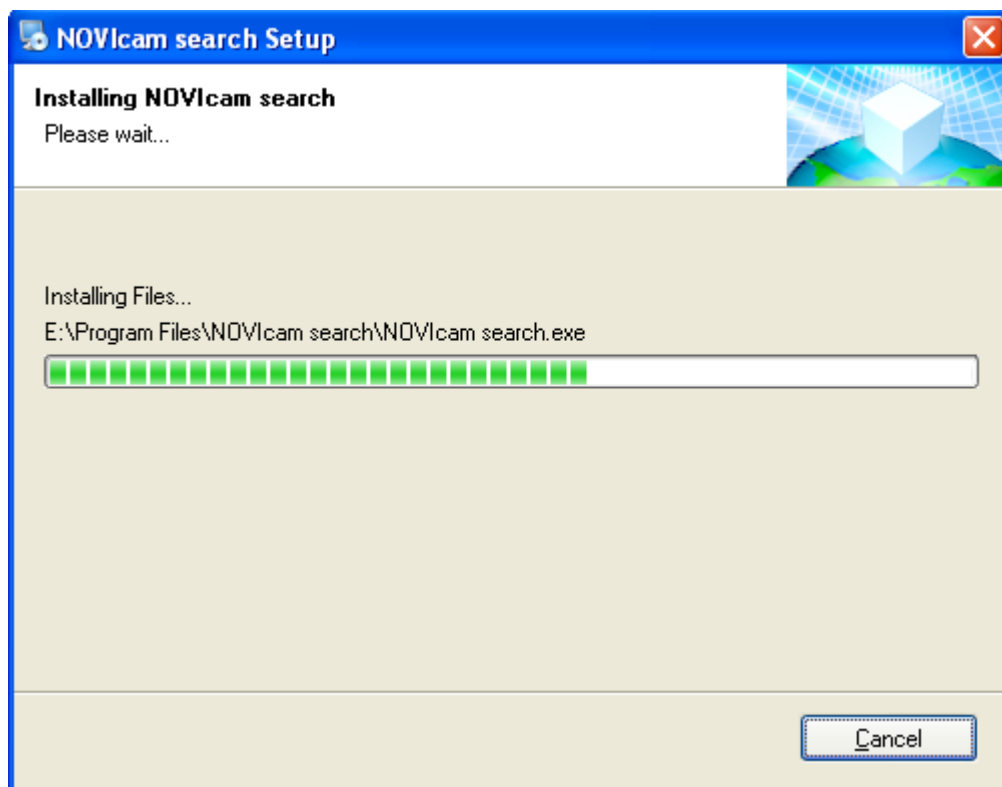 NOVIcam search Setup
Installing NOVIcam search
Please wait...
Installing Files...
E:\Program Files\NOVIcam search\NOVIcam search.exe
Cancel